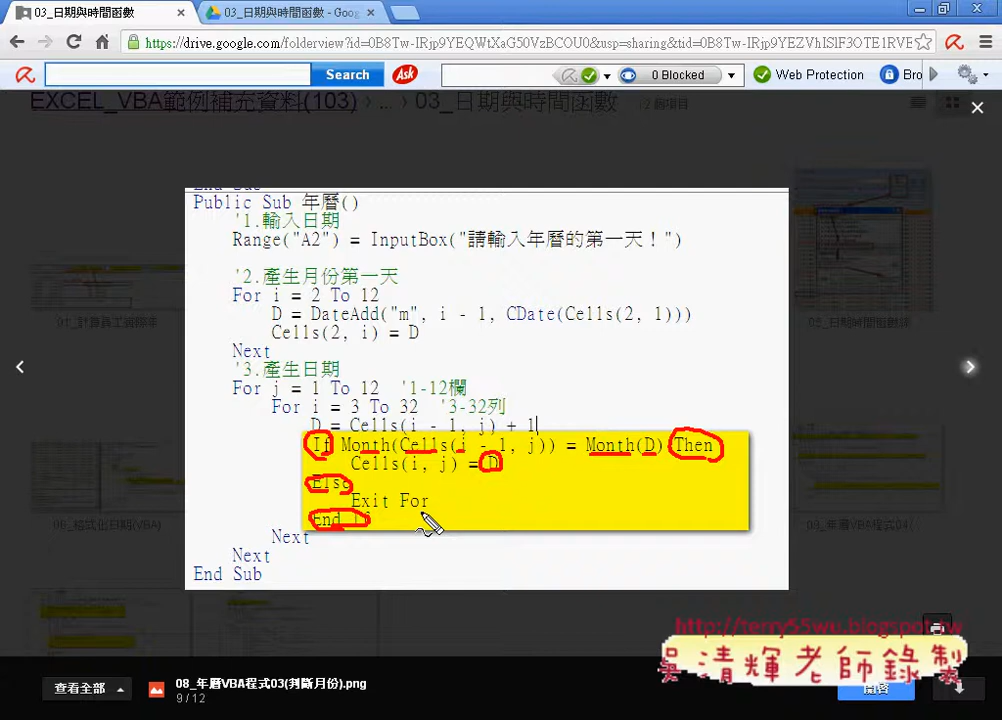 03_日期與時間函數
03_日期與時間函數 - Goo
https://drive.google.com/folderview?id=0B8Tw-IRjp9YEQWtXaG50VzBCOU0&usp=sharing&tid=0B8Tw-IRjp9YEZVhISlF3OTE1RVE
Search
Ask
0 Blocked
Web Protection
Bro
EXCEL_VBA範例補充資料(103) › ... › 03_日期與時間函數
Public Sub 年曆()
'1.輸入日期
Range("A2") = InputBox("請輸入年曆的第一天！")
'2.產生月份第一天
For i = 2 To 12
D = DateAdd("m", i - 1, CDate(Cells(2, 1)))
Cells(2, i) = D
Next
'3.產生日期
For j = 1 To 12 '1-12欄
For i = 3 To 32 '3-32列
D = Cells(i - 1, j) + 1
If Month(Cells(i - 1, j)) = Month(D) Then
Cells(i, j) = D
Else
Exit For
End If
Next
Next
End Sub
http://terry55wu.blogspot.tw
吳清輝老師錄製
查看全部
08_年曆VBA程式03(判斷月份).png
9 / 12